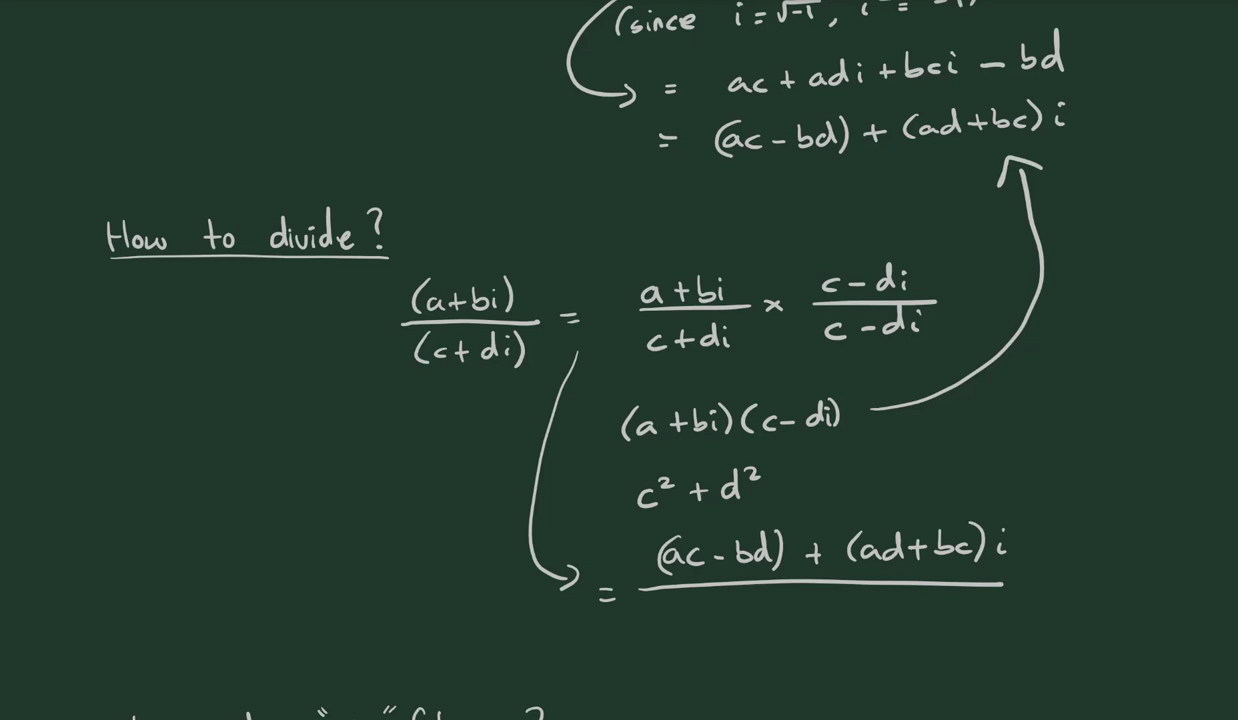 (since i = √-1,
= ac + adi + bci - bd
= (ac - bd) + (ad+bc) i
How to divide?
(a+bi) / (c+di) = a+bi / c+di × c-di / c-di
(a+bi)(c-di)
c² + d²
= (ac - bd) + (ad+bc) i